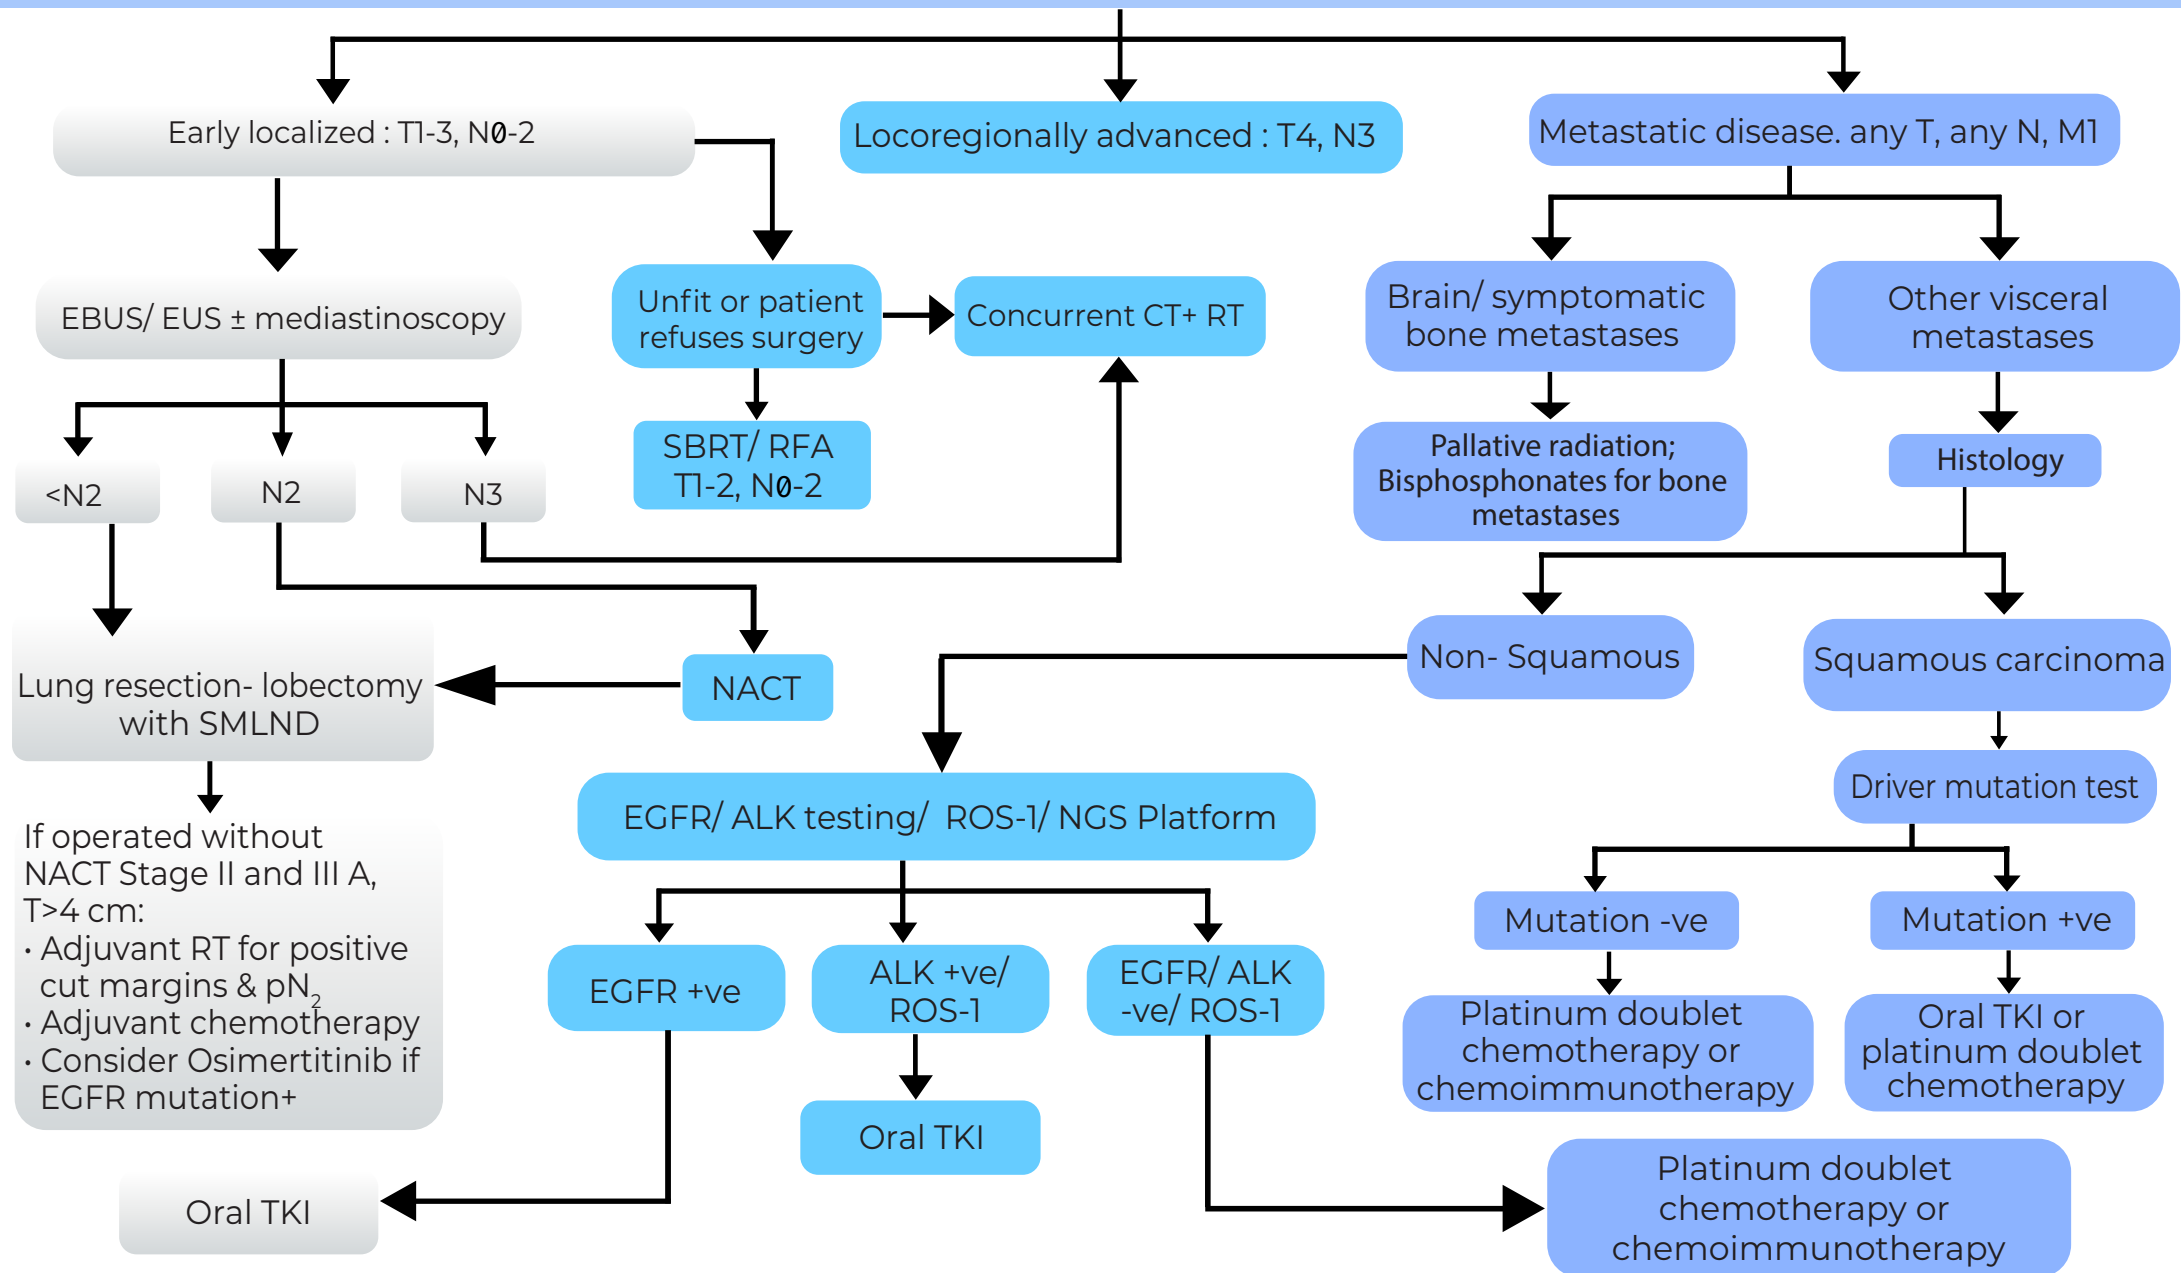 Early localized : T1-3, N0-2
Locoregionally advanced : T4, N3
Metastatic disease. any T, any N, M1
EBUS/ EUS ± mediastinoscopy
Unfit or patient
refuses surgery
Concurrent CT+ RT
Brain/ symptomatic
bone metastases
Other visceral
metastases
SBRT/ RFA
T1-2, N0-2
Pallative radiation;
Bisphosphonates for bone
metastases
Histology
<N2
N2
N3
Non- Squamous
Squamous carcinoma
Lung resection- lobectomy
with SMLND
NACT
Driver mutation test
EGFR/ ALK testing/ ROS-1/ NGS Platform
If operated without
NACT Stage II and III A,
T>4 cm:
· Adjuvant RT for positive
cut margins & pN2
· Adjuvant chemotherapy
· Consider Osimertitinib if
EGFR mutation+
Mutation -ve
Mutation +ve
EGFR +ve
ALK +ve/
ROS-1
EGFR/ ALK
-ve/ ROS-1
Platinum doublet
chemotherapy or
chemoimmunotherapy
Oral TKI or
platinum doublet
chemotherapy
Oral TKI
Oral TKI
Platinum doublet
chemotherapy or
chemoimmunotherapy